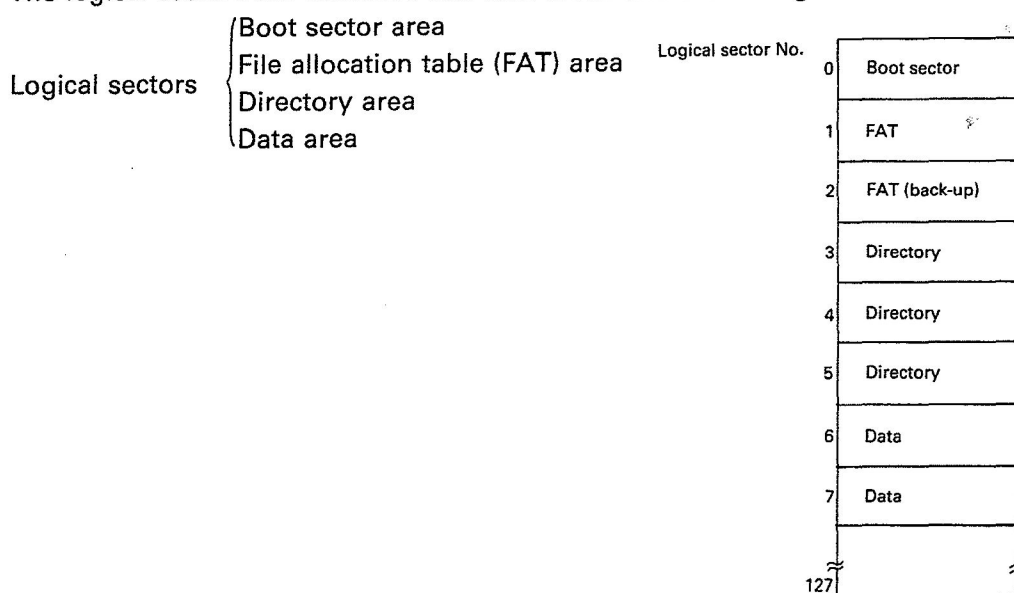 Logical sectors
Boot sector area
File allocation table (FAT) area
Directory area
Data area
Logical sector No.
0 Boot sector
1 FAT
2 FAT (back-up)
3 Directory
4 Directory
5 Directory
6 Data
7 Data
127